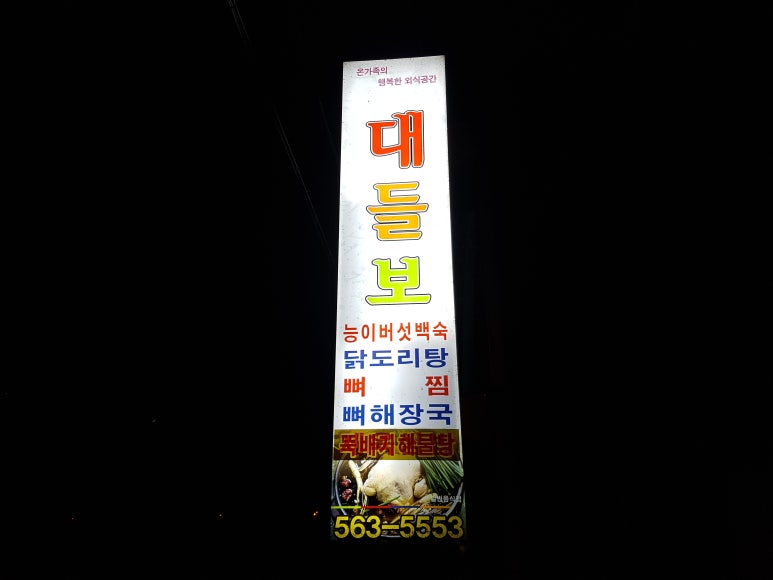 온가족의
행복한 외식공간
대들보
능이버섯백숙
닭도리탕
뼈찜
뼈해장국
뚝배기해물탕
563-5553